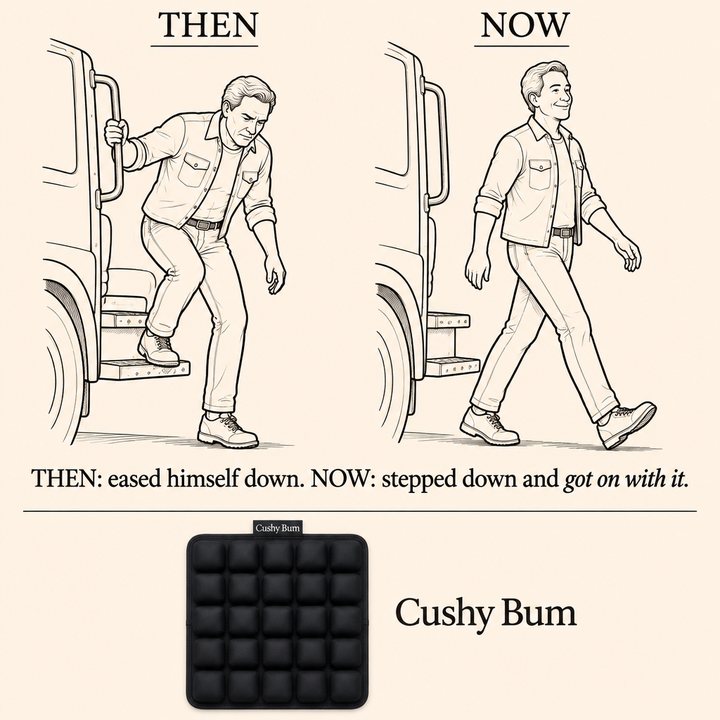 THEN
NOW
THEN: eased himself down. NOW: stepped down and got on with it.
Cushy Bum
Cushy Bum